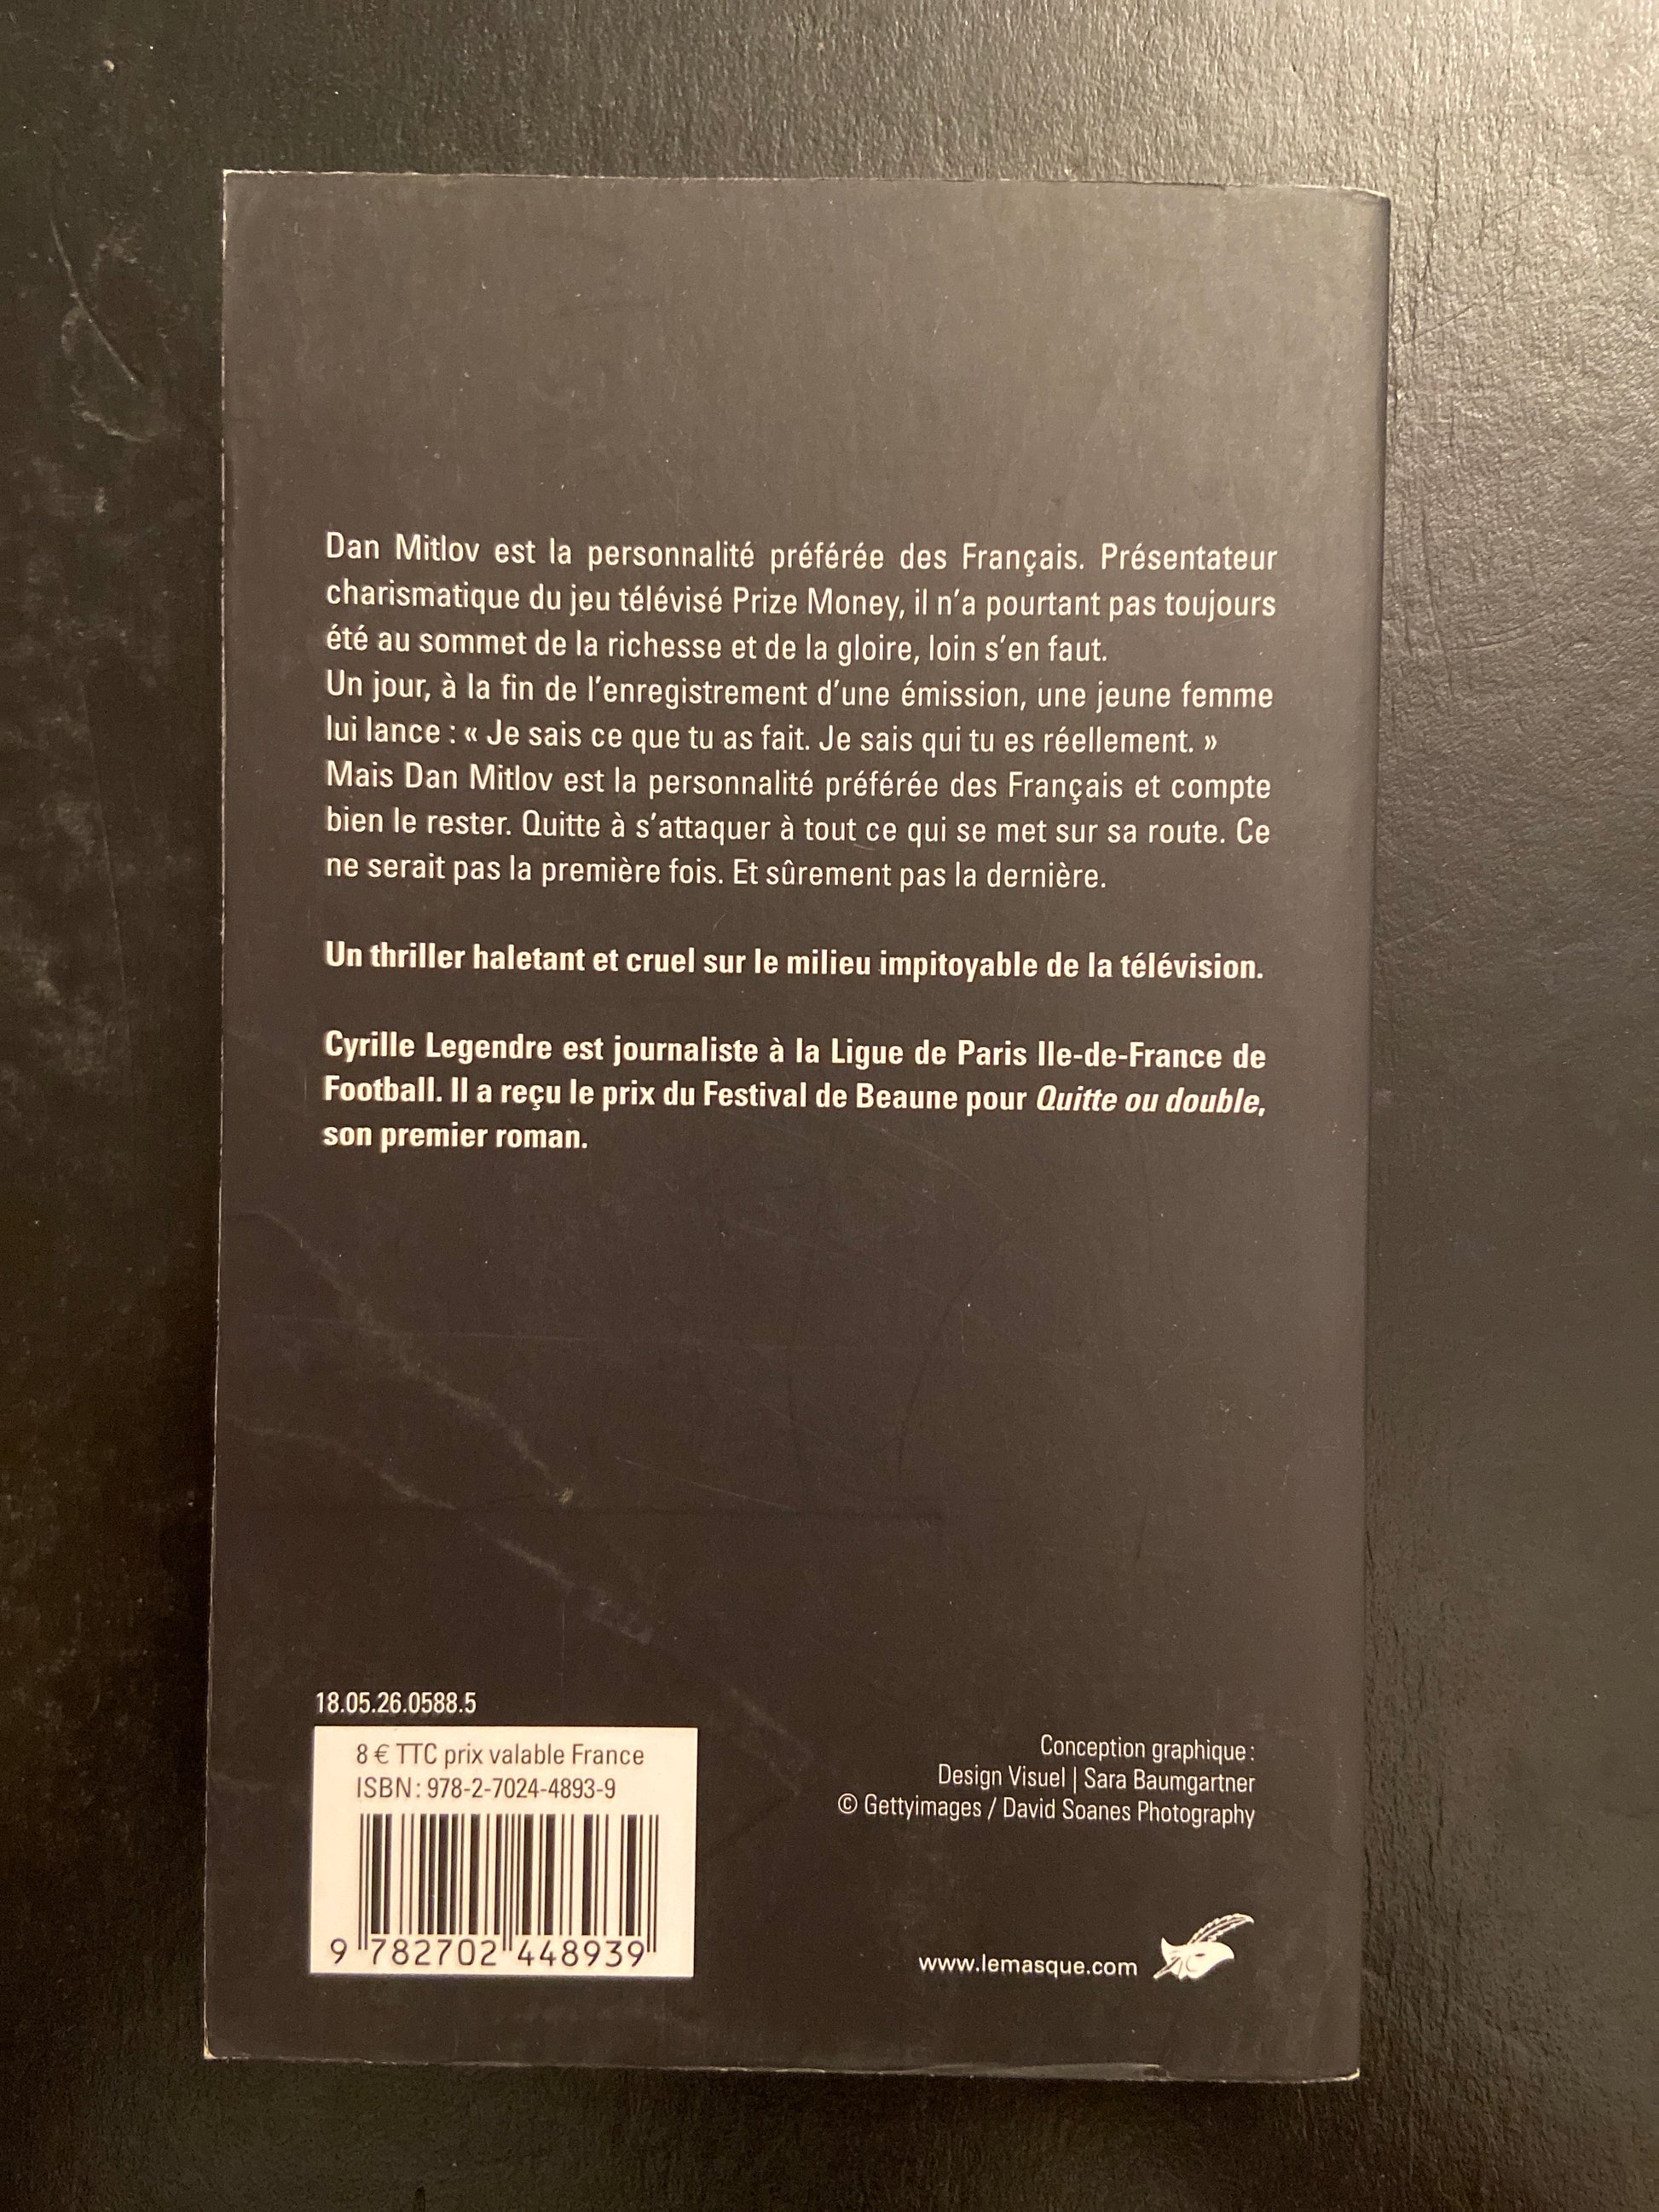 Dan Mitlov est la personnalité préférée des Français. Présentateur
charismatique du jeu télévisé Prize Money, il n'a pourtant pas toujours
été au sommet de la richesse et de la gloire, loin s'en faut.
Un jour, à la fin de l'enregistrement d'une émission, une jeune femme
lui lance : « Je sais ce que tu as fait. Je sais qui tu es réellement. »
Mais Dan Mitlov est la personnalité préférée des Français et compte
bien le rester. Quitte à s'attaquer à tout ce qui se met sur sa route. Ce
ne serait pas la première fois. Et sûrement pas la dernière.
Un thriller haletant et cruel sur le milieu impitoyable de la télévision.
Cyrille Legendre est journaliste à la Ligue de Paris Ile-de-France de
Football. Il a reçu le prix du Festival de Beaune pour Quitte ou double,
son premier roman.
18.05.26.0588.5
8 € TTC prix valable France
ISBN : 978-2-7024-4893-9
9 782702 448939
Conception graphique :
Design Visuel | Sara Baumgartner
© Gettyimages / David Soanes Photography
www.lemasque.com